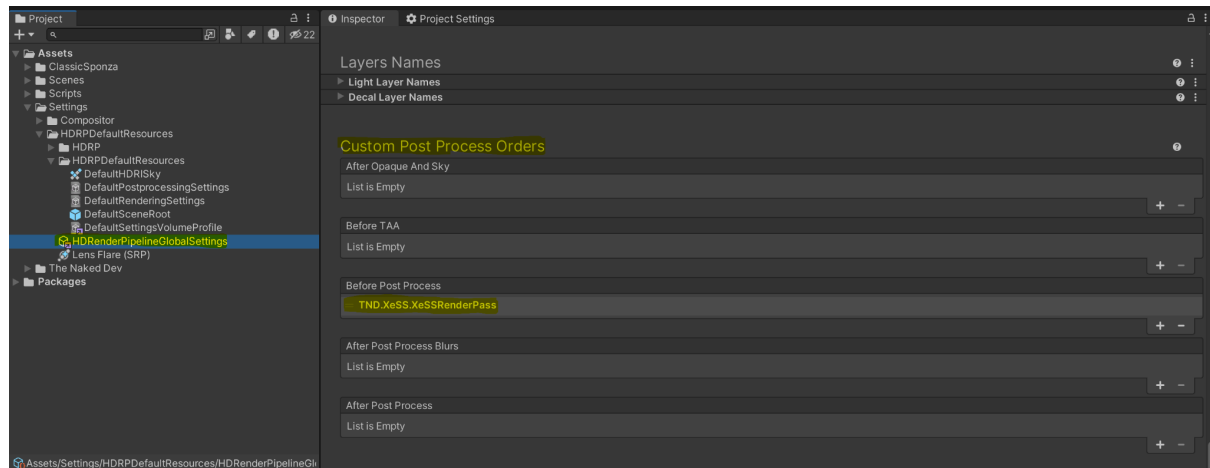 Project
22
Assets
ClassicSponza
Scenes
Scripts
Settings
Compositor
HDRPDefaultResources
HDRP
HDRPDefaultResources
DefaultHDRISky
DefaultPostprocessingSettings
DefaultRenderingSettings
DefaultSceneRoot
DefaultSettingsVolumeProfile
HDRenderPipelineGlobalSettings
Lens Flare (SRP)
The Naked Dev
Packages
Assets/Settings/HDRPDefaultResources/HDRenderPipelineGl
Inspector Project Settings
Layers Names
Light Layer Names
Decal Layer Names
Custom Post Process Orders
After Opaque And Sky
List is Empty
Before TAA
List is Empty
Before Post Process
TND.XeSS.XeSSRenderPass
After Post Process Blurs
List is Empty
After Post Process
List is Empty